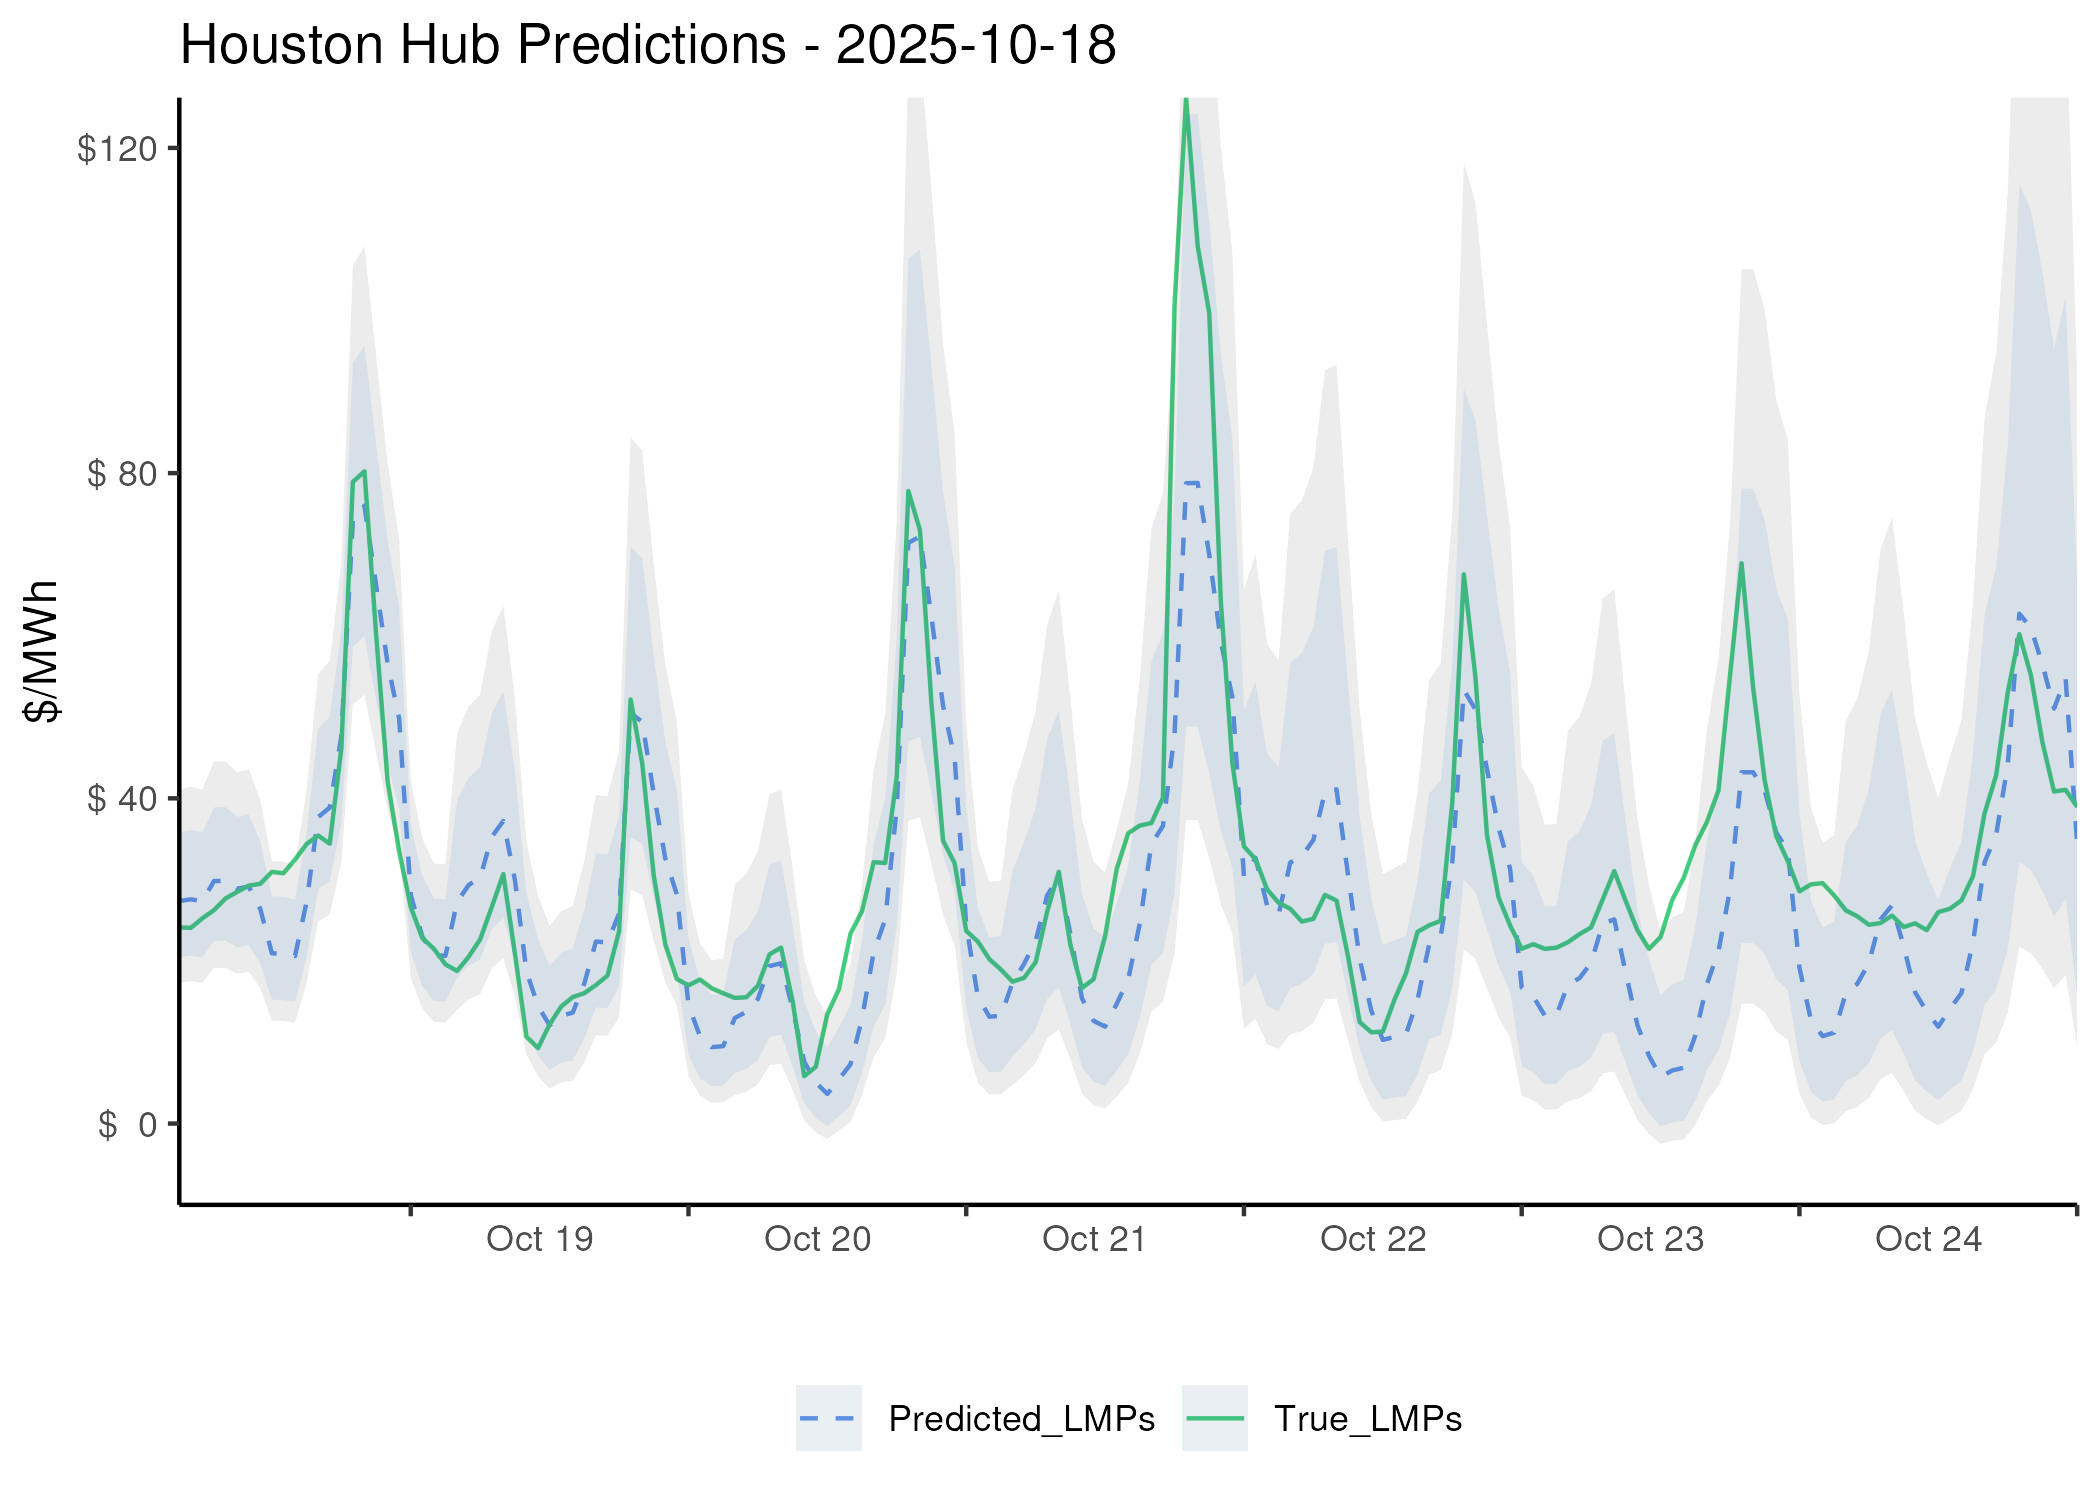 Houston Hub Predictions - 2025-10-18
$120
$ 80
$ 40
$ 0
$/MWh
Oct 19 Oct 20 Oct 21 Oct 22 Oct 23 Oct 24
Predicted_LMPs True_LMPs